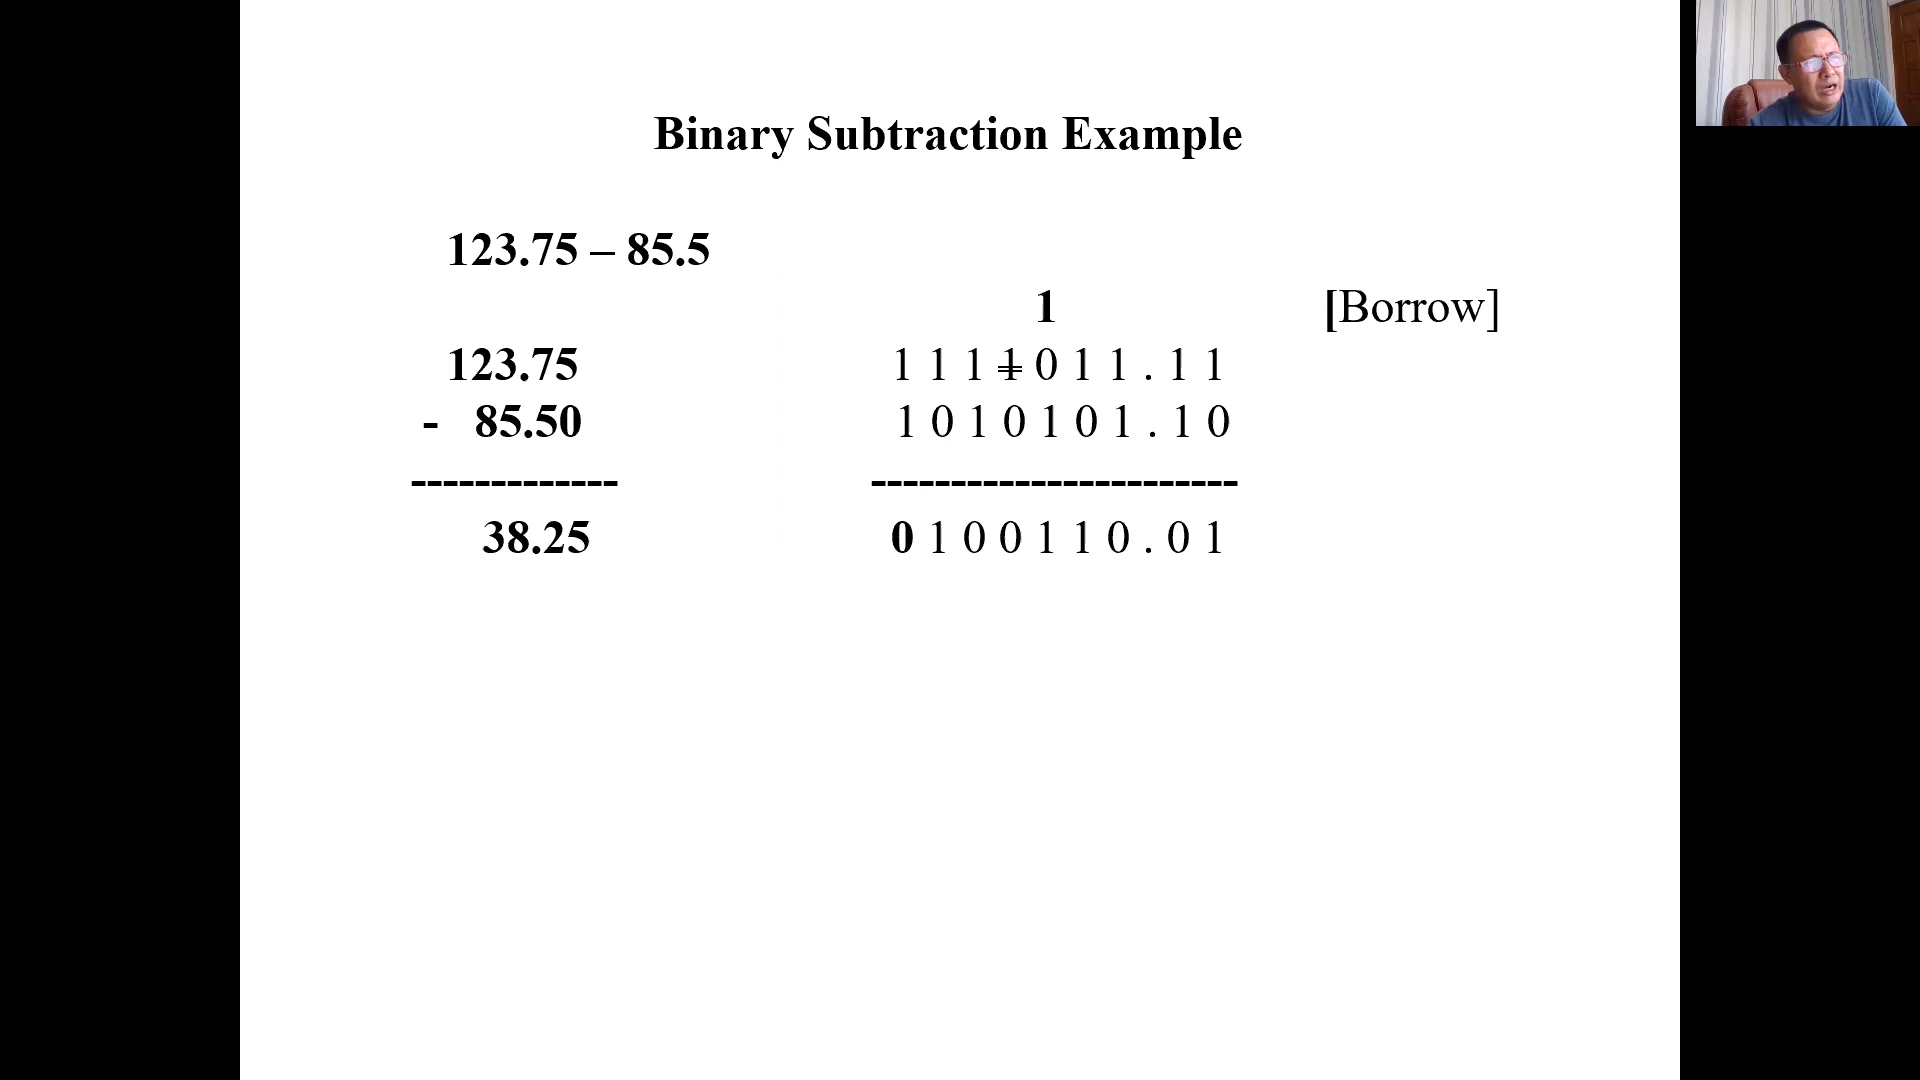 Binary Subtraction Example
123.75 – 85.5
1 [Borrow]
123.75 1 1 1 1 0 1 1 . 1 1
- 85.50 1 0 1 0 1 0 1 . 1 0
------------- -----------------------
38.25 0 1 0 0 1 1 0 . 0 1